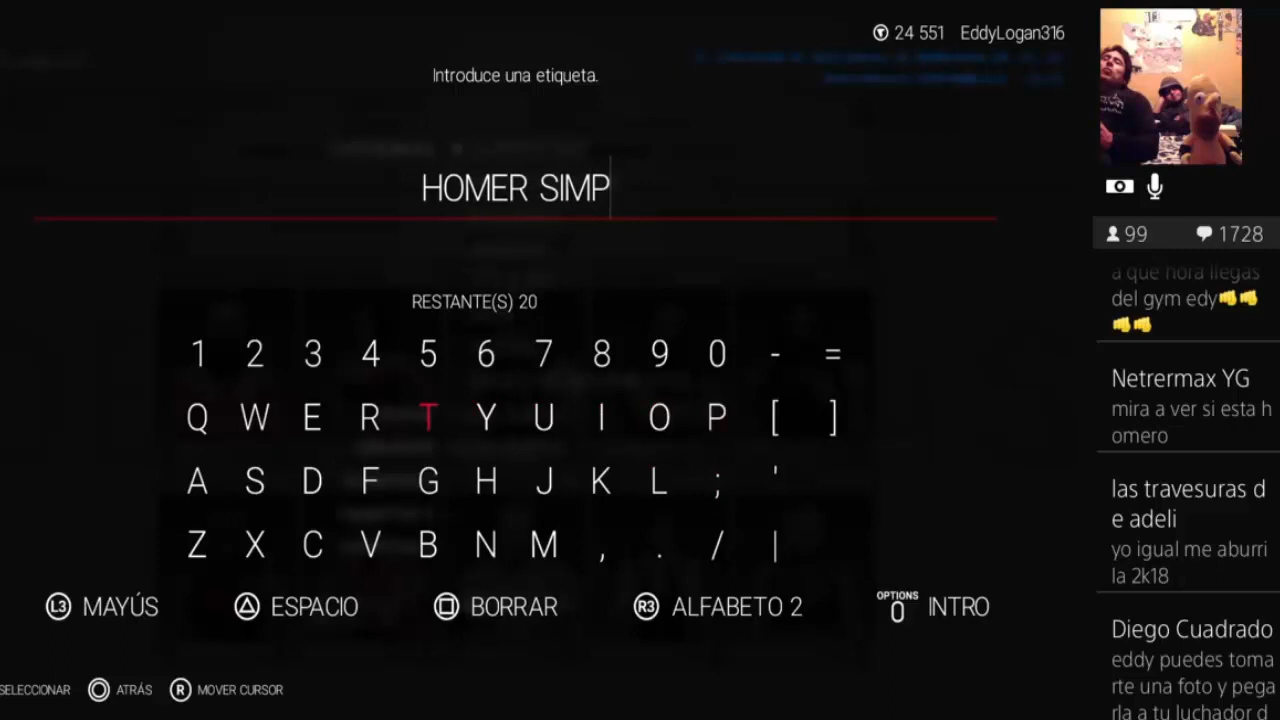 24 551 EddyLogan316
Introduce una etiqueta.
HOMER SIMP
RESTANTE(S) 20
1 2 3 4 5 6 7 8 9 0 - =
Q W E R T Y U I O P [ ]
A S D F G H J K L ; '
Z X C V B N M , . / |
L3 MAYÚS ESPACIO BORRAR R3 ALFABETO 2 OPTIONS INTRO
SELECCIONAR ATRÁS R MOVER CURSOR
99 1728
a que hora llegas
del gym edy👊👊
👊👊
Netrermax YG
mira a ver si esta h
omero
las travesuras d
e adeli
yo igual me aburri
la 2k18
Diego Cuadrado
eddy puedes toma
rte una foto y pega
rla a tu luchador d